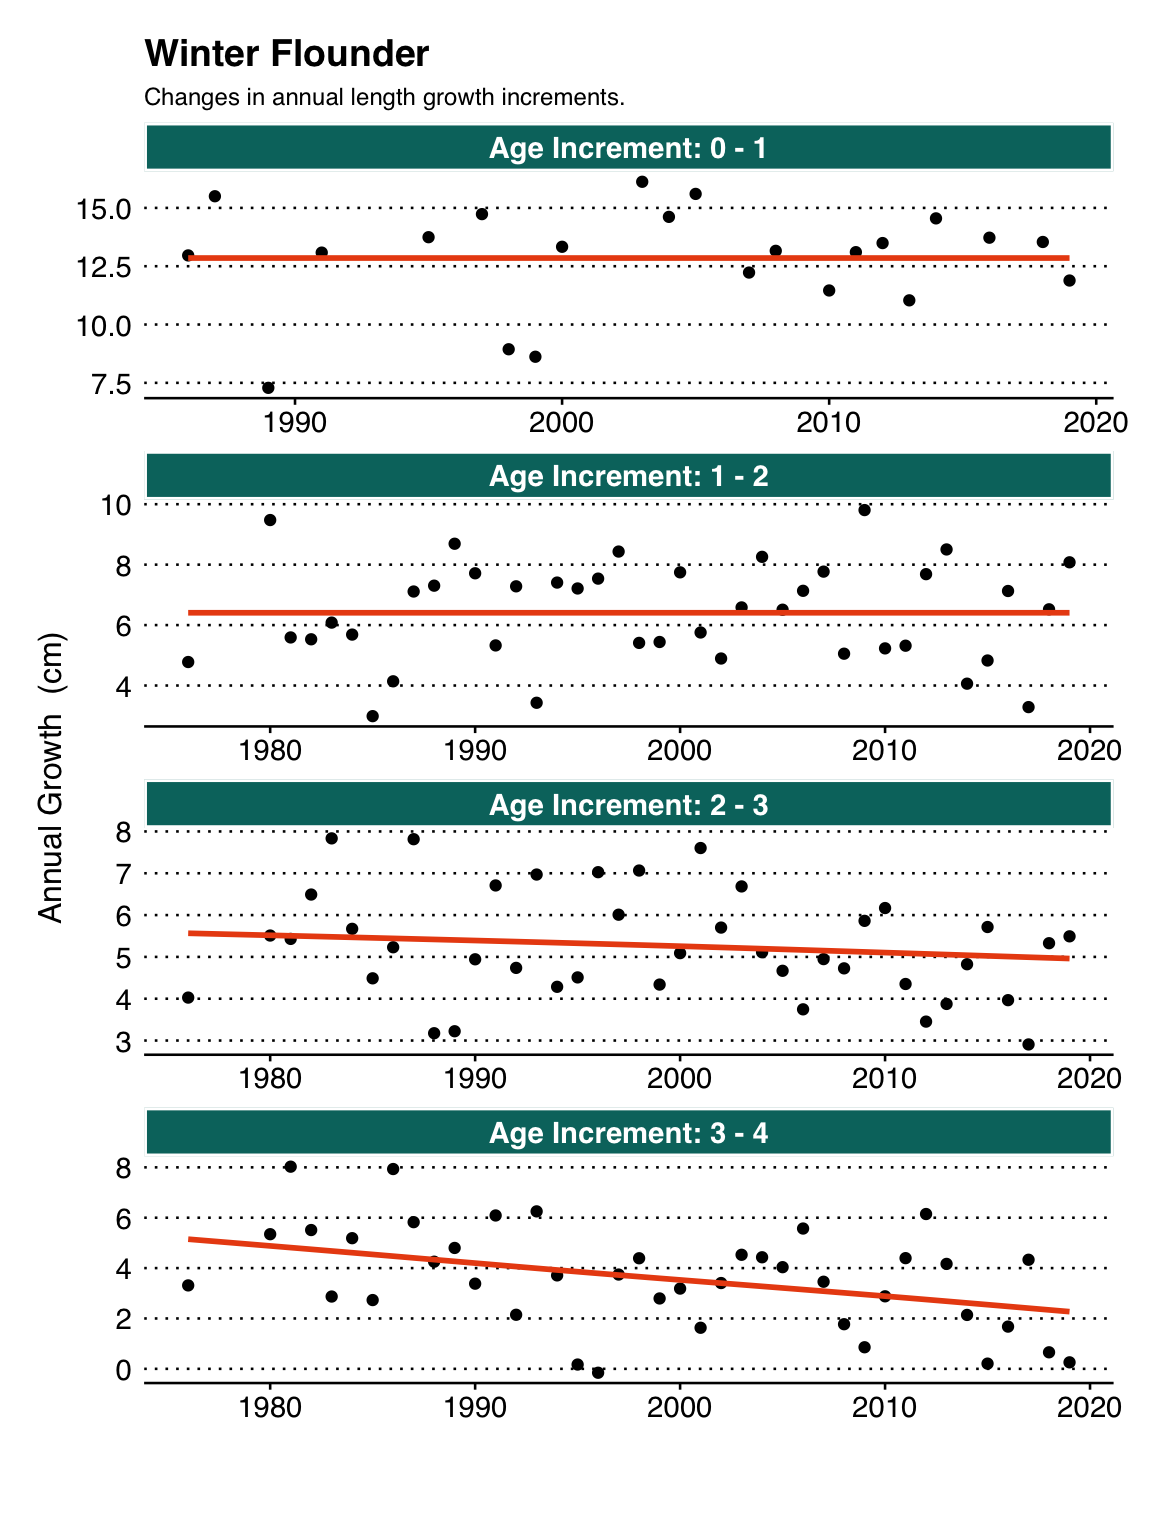 Winter Flounder
Changes in annual length growth increments.
Age Increment: 0 - 1
15.0
12.5
10.0
7.5
1990 2000 2010 2020
Age Increment: 1 - 2
10
8
6
4
1980 1990 2000 2010 2020
Annual Growth (cm)
Age Increment: 2 - 3
8
7
6
5
4
3
1980 1990 2000 2010 2020
Age Increment: 3 - 4
8
6
4
2
0
1980 1990 2000 2010 2020